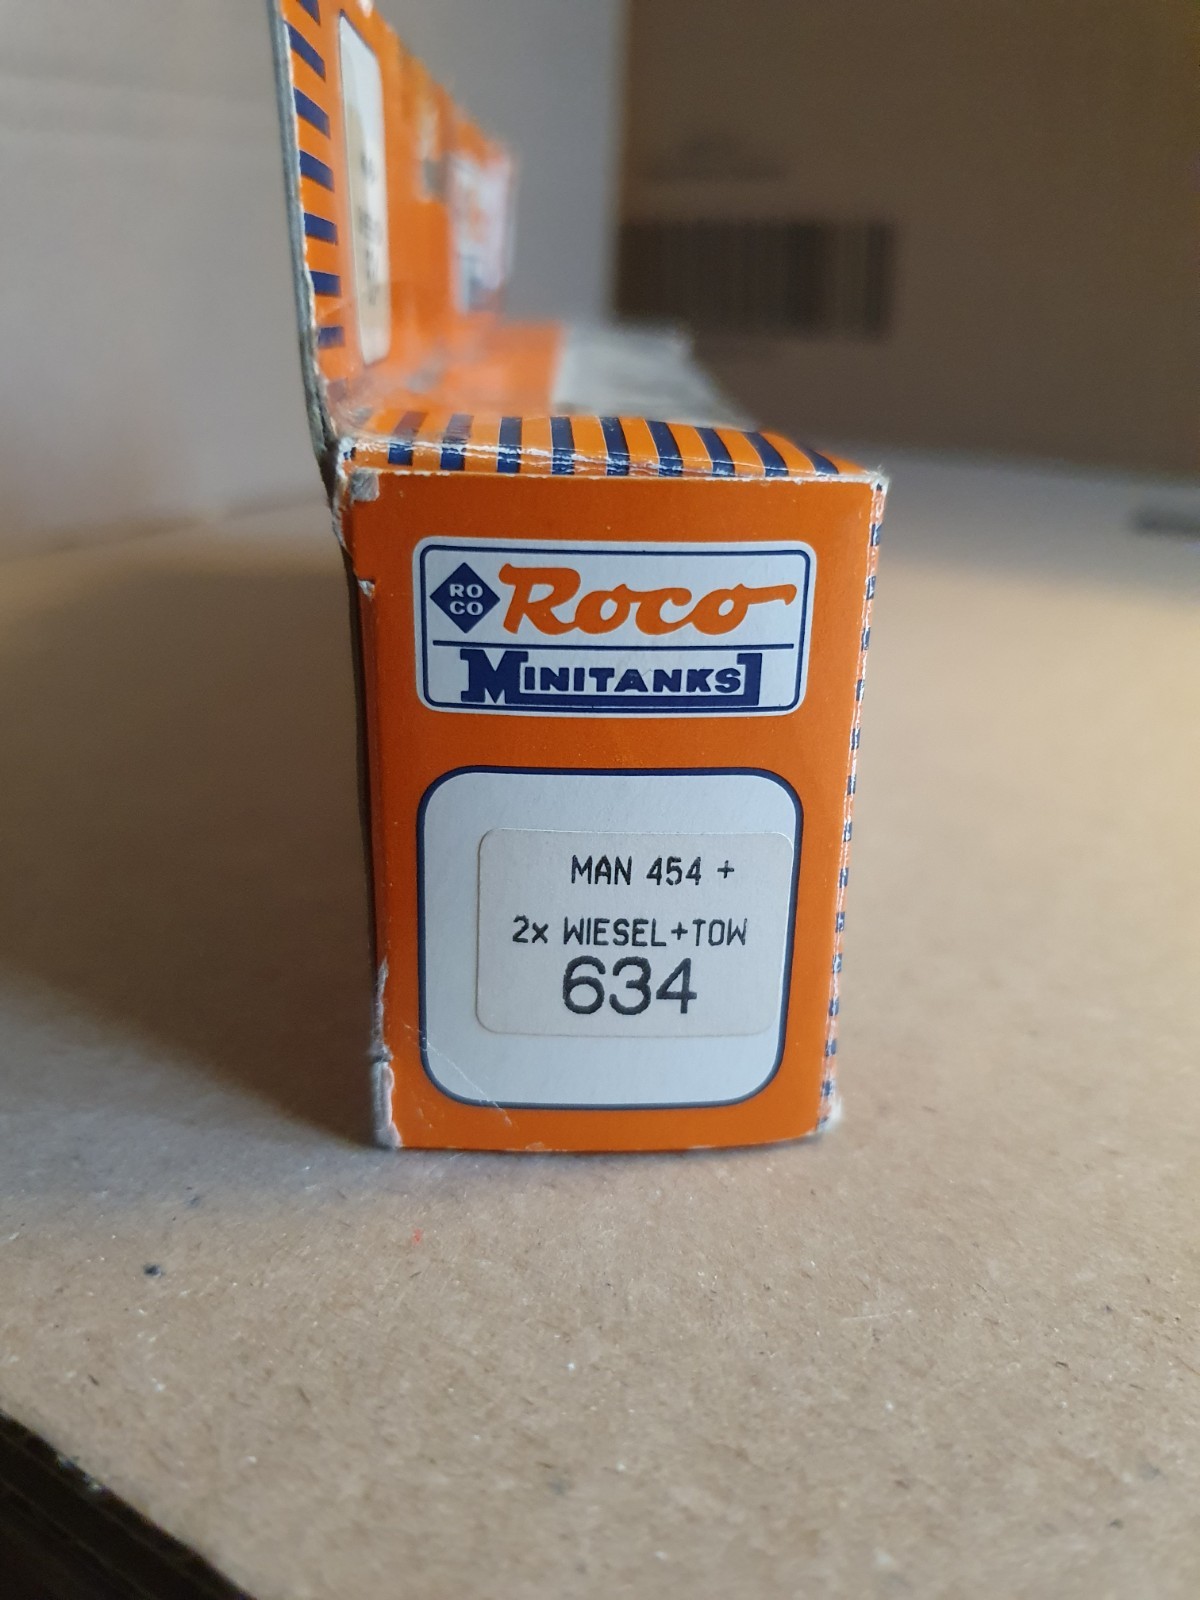 RO
CO
Roco
MINITANKS
MAN 454 +
2x WIESEL+TOW
634